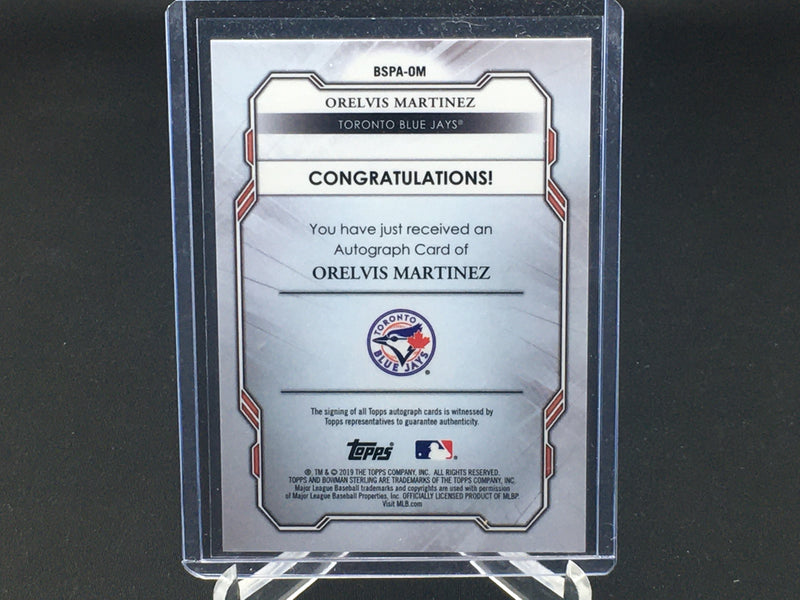 BSPA-OM
ORELVIS MARTINEZ
TORONTO BLUE JAYS®
CONGRATULATIONS!
You have just received an
Autograph Card of
ORELVIS MARTINEZ
TORONTO
BLUE JAYS
®
The signing of all Topps autograph cards is witnessed by
Topps representatives to guarantee authenticity.
Topps
®, TM & © 2019 THE TOPPS COMPANY, INC. ALL RIGHTS RESERVED.
TOPPS AND BOWMAN STERLING ARE TRADEMARKS OF THE TOPPS COMPANY, INC.
Major League Baseball trademarks and copyrights are used with permission
of Major League Baseball Properties, Inc. OFFICIALLY LICENSED PRODUCT OF MLBP.
Visit MLB.com